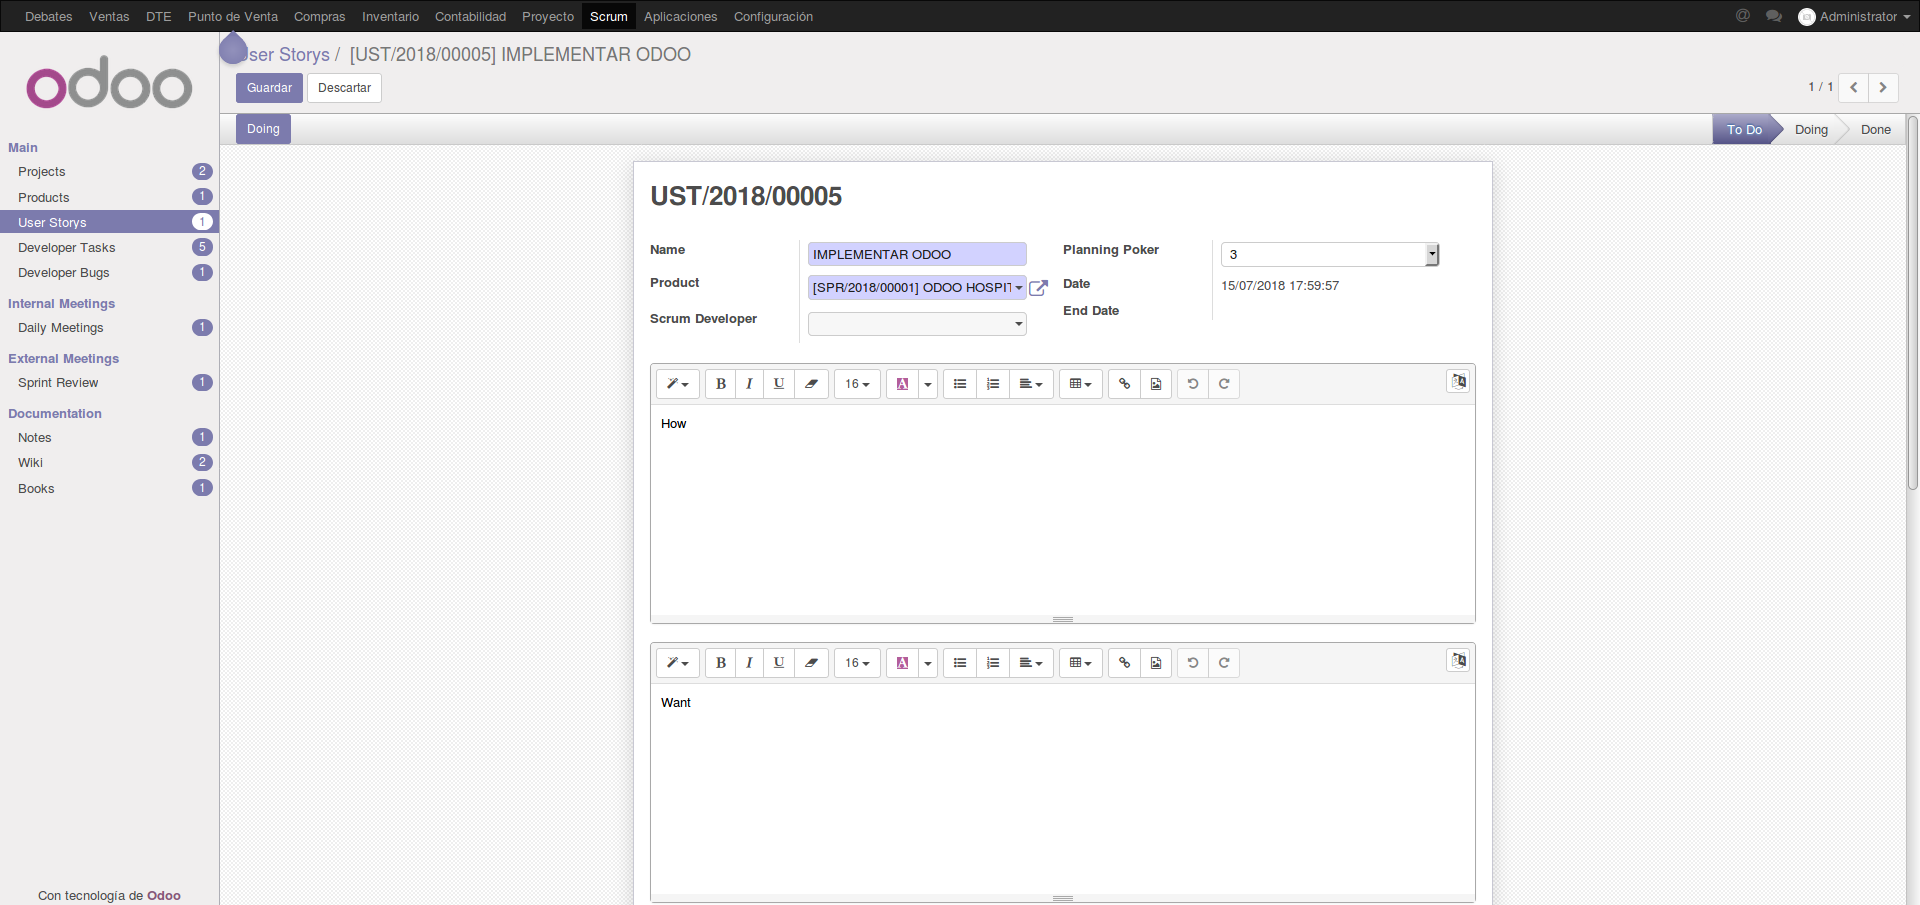 Debates Ventas DTE Punto de Venta Compras Inventario Contabilidad Proyecto Scrum Aplicaciones Configuración @ Administrator
odoo
ser Storys / [UST/2018/00005] IMPLEMENTAR ODOO
Guardar Descartar
1 / 1
Doing
To Do Doing Done
Main
Projects 2
Products 1
User Storys 1
Developer Tasks 5
Developer Bugs 1
Internal Meetings
Daily Meetings 1
External Meetings
Sprint Review 1
Documentation
Notes 1
Wiki 2
Books 1
Con tecnología de Odoo
UST/2018/00005
Name IMPLEMENTAR ODOO
Product [SPR/2018/00001] ODOO HOSPIT
Scrum Developer
Planning Poker 3
Date 15/07/2018 17:59:57
End Date
B I U 16 A
How
B I U 16 A
Want